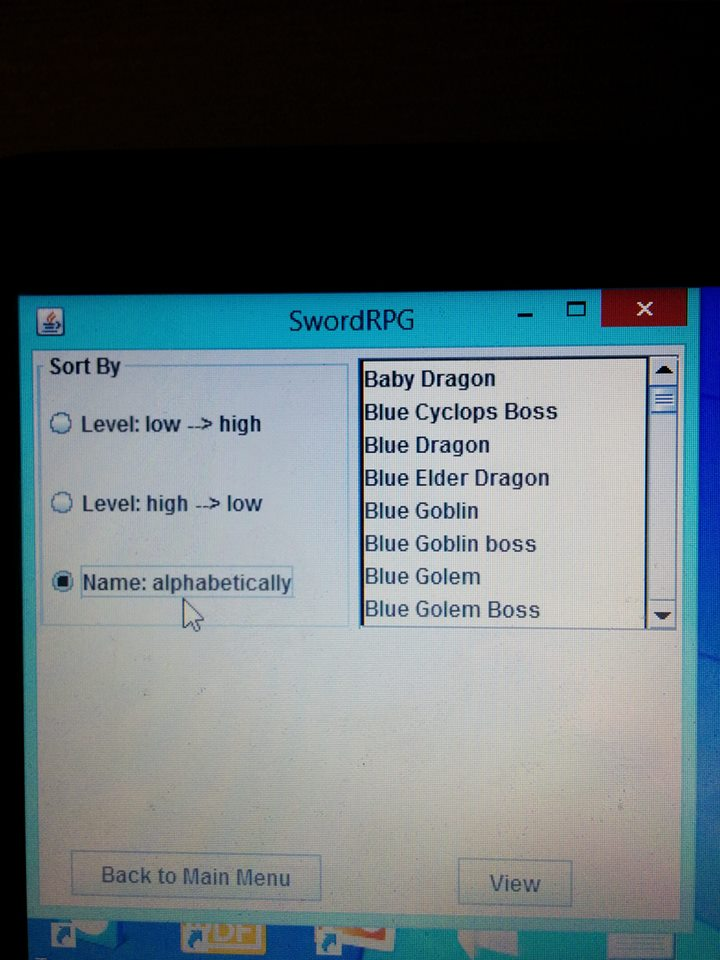 SwordRPG
Sort By
Level: low --> high
Level: high --> low
Name: alphabetically
Baby Dragon
Blue Cyclops Boss
Blue Dragon
Blue Elder Dragon
Blue Goblin
Blue Goblin boss
Blue Golem
Blue Golem Boss
Back to Main Menu
View